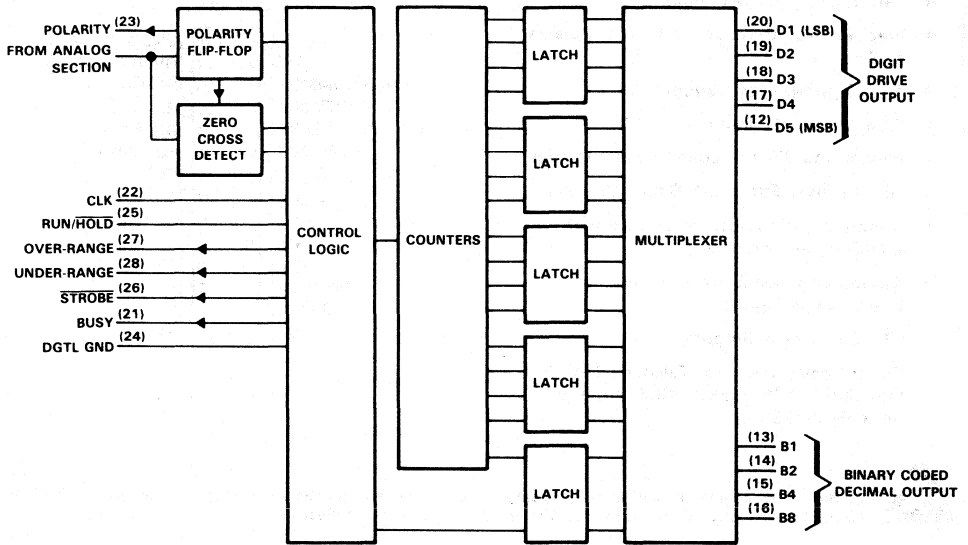 POLARITY (23)
FROM ANALOG
SECTION
POLARITY
FLIP-FLOP
ZERO
CROSS
DETECT
CLK (22)
RUN/HOLD (25)
OVER-RANGE (27)
UNDER-RANGE (28)
STROBE (26)
BUSY (21)
DGTL GND (24)
CONTROL
LOGIC
COUNTERS
LATCH
LATCH
LATCH
LATCH
LATCH
MULTIPLEXER
(20) D1 (LSB)
(19) D2
(18) D3
(17) D4
(12) D5 (MSB)
DIGIT
DRIVE
OUTPUT
(13) B1
(14) B2
(15) B4
(16) B8
BINARY CODED
DECIMAL OUTPUT